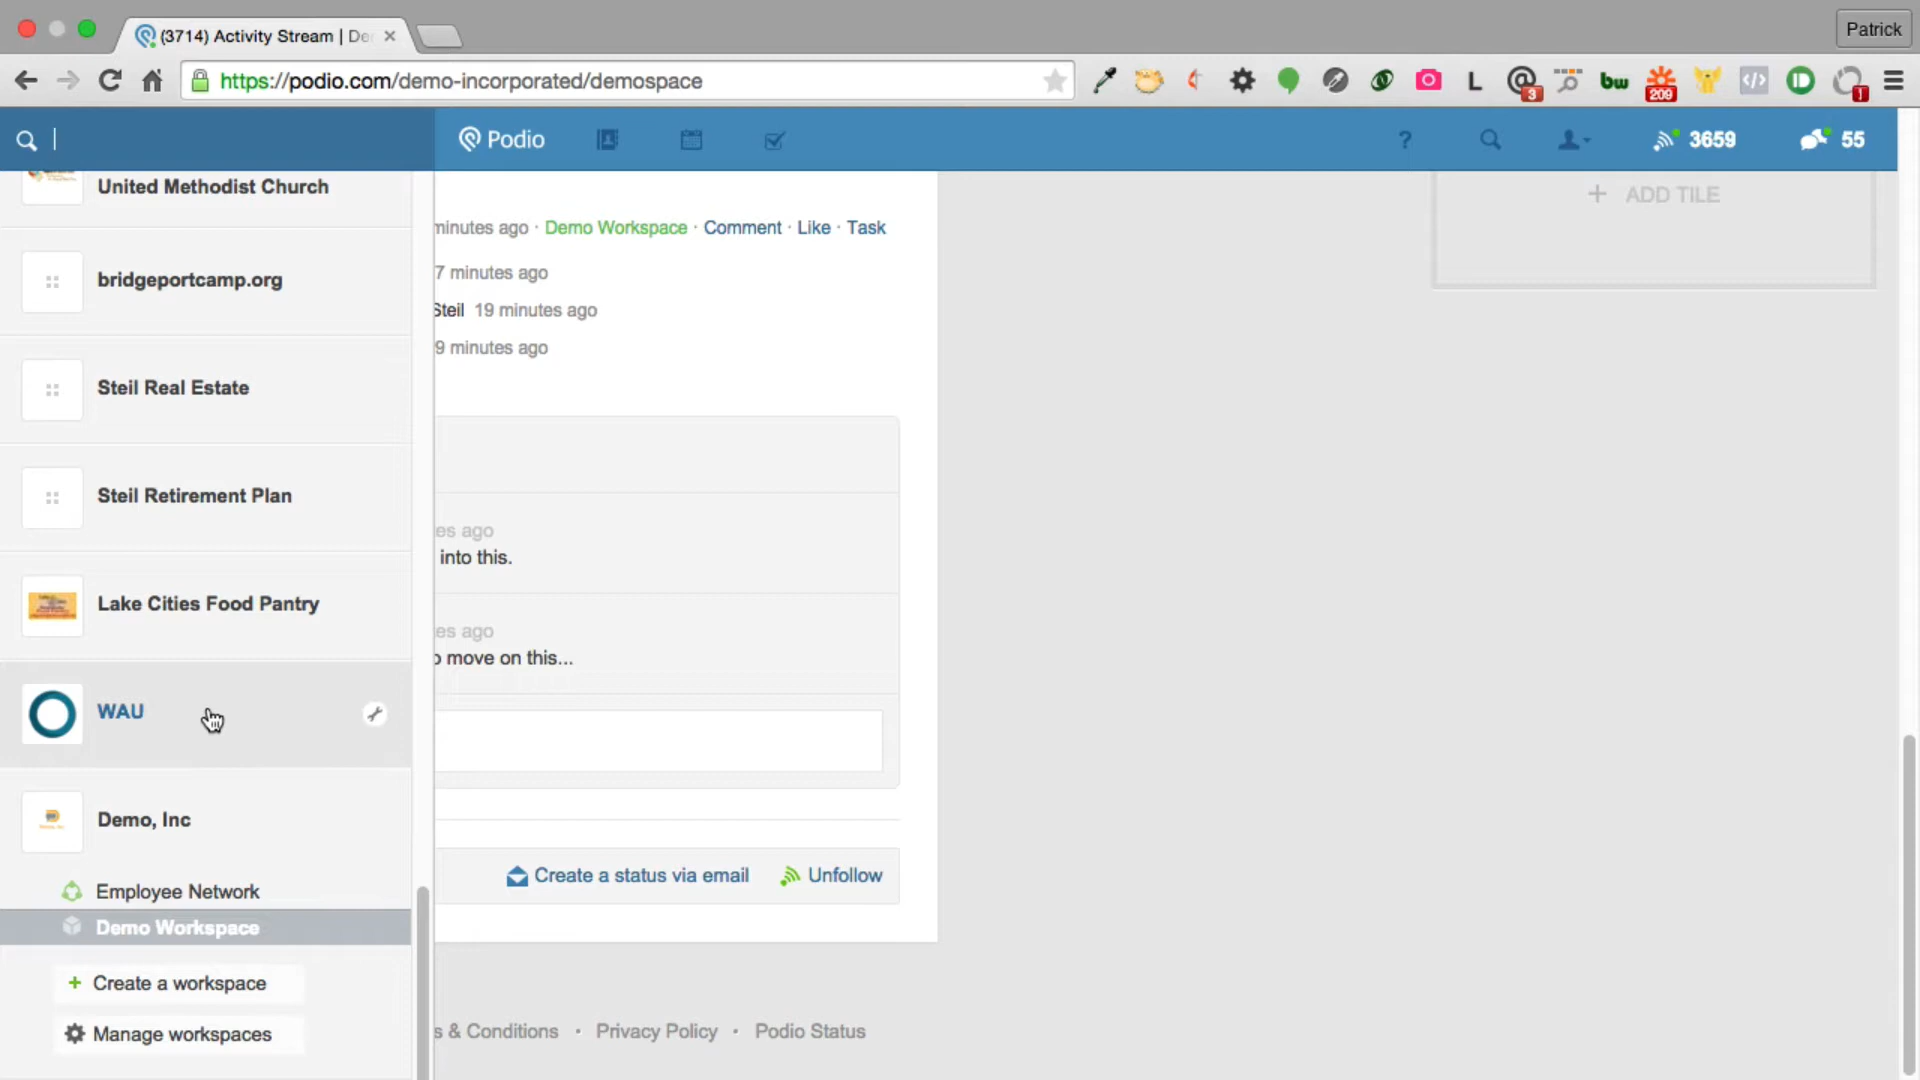 (3714) Activity Stream | De
Patrick
https://podio.com/demo-incorporated/demospace
L
3
bw
209
1
Podio
?
3659
55
United Methodist Church
+ ADD TILE
minutes ago · Demo Workspace · Comment · Like · Task
bridgeportcamp.org
7 minutes ago
Steil 19 minutes ago
9 minutes ago
Steil Real Estate
Steil Retirement Plan
es ago
into this.
Lake Cities Food Pantry
es ago
o move on this...
WAU
Demo, Inc
Create a status via email
Unfollow
Employee Network
Demo Workspace
+ Create a workspace
Manage workspaces
s & Conditions · Privacy Policy · Podio Status